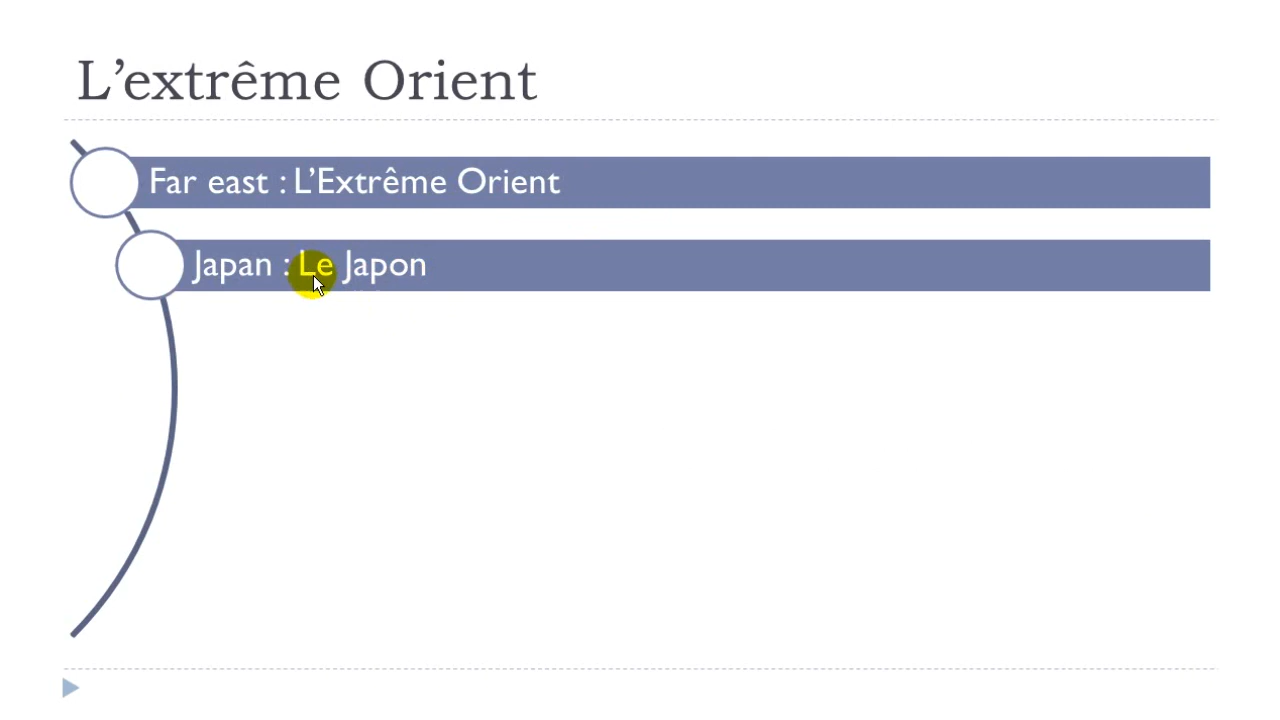 L’extrême Orient
Far east : L’Extrême Orient
Japan : Le Japon